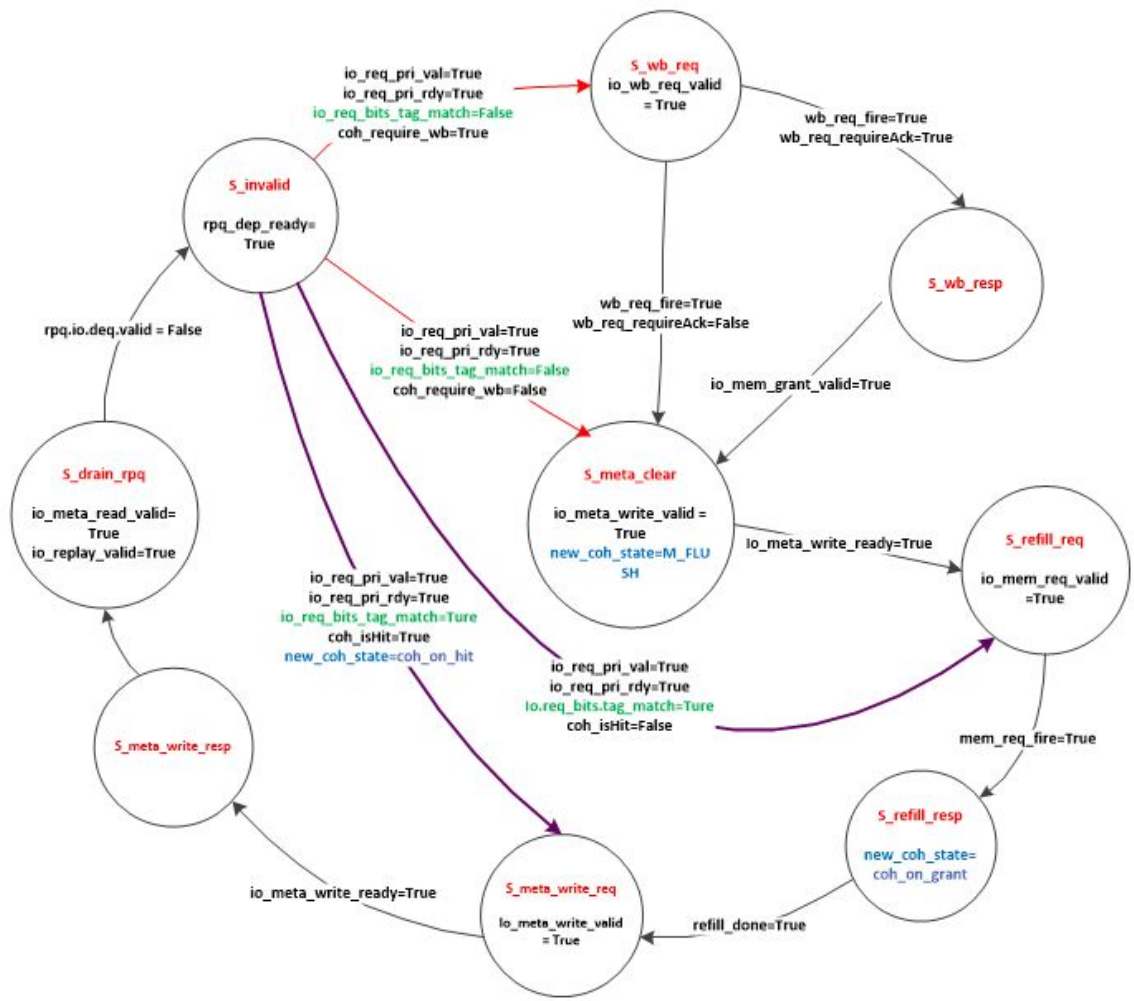 io_req_pri_val=True
io_req_pri_rdy=True
io_req_bits_tag_match=False
coh_require_wb=True
S_wb_req
io_wb_req_valid
= True
wb_req_fire=True
wb_req_requireAck=True
S_invalid
rpq_dep_ready=
True
S_wb_resp
rpq.io.deq.valid = False
wb_req_fire=True
wb_req_requireAck=False
io_req_pri_val=True
io_req_pri_rdy=True
io_req_bits_tag_match=False
coh_require_wb=False
io_mem_grant_valid=True
S_drain_rpq
io_meta_read_valid=
True
io_replay_valid=True
S_meta_clear
io_meta_write_valid =
True
new_coh_state=M_FLU
SH
Io_meta_write_ready=True
S_refill_req
io_mem_req_valid
=True
io_req_pri_val=True
io_req_pri_rdy=True
io_req_bits_tag_match=Ture
coh_isHit=True
new_coh_state=coh_on_hit
io_req_pri_val=True
io_req_pri_rdy=True
Io.req_bits.tag_match=Ture
coh_isHit=False
mem_req_fire=True
S_meta_write_resp
S_refill_resp
new_coh_state=
coh_on_grant
io_meta_write_ready=True
S_meta_write_req
Io_meta_write_valid
= True
refill_done=True